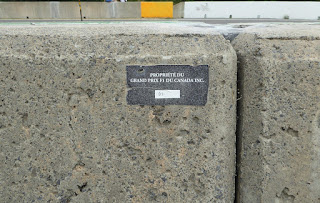 PROPRIÉTÉ DU
GRAND PRIX F1 DU CANADA INC.